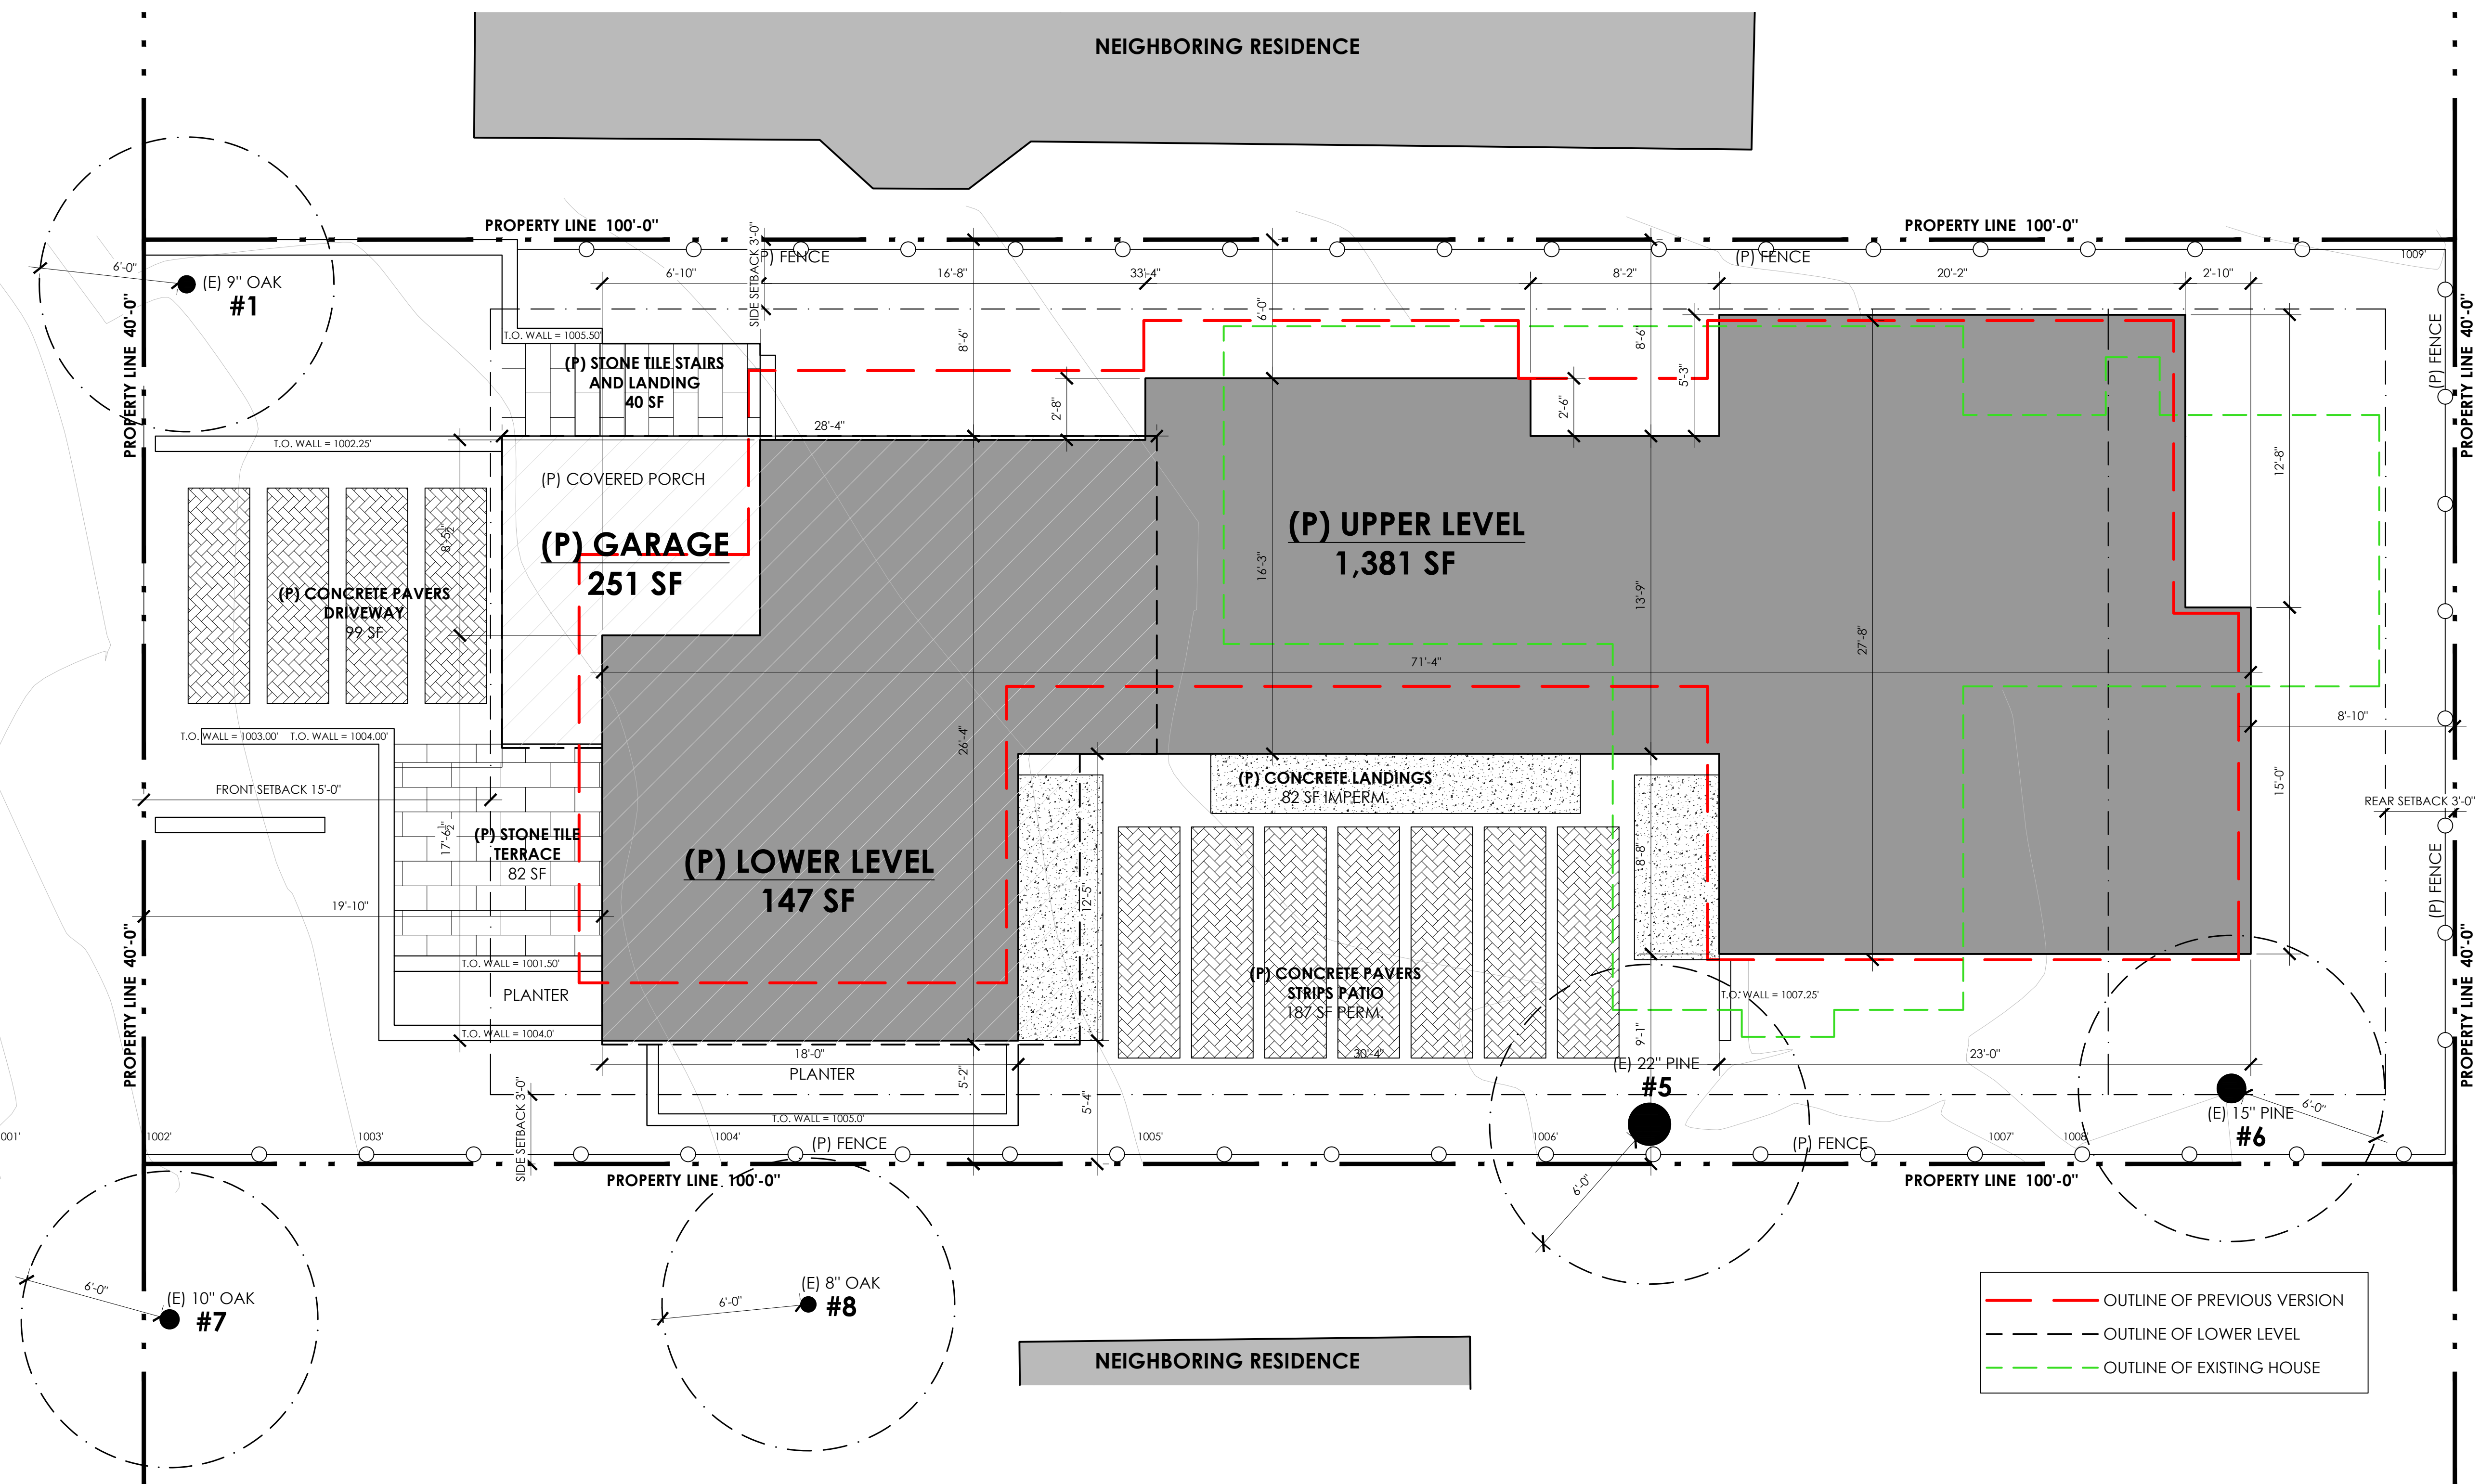 NEIGHBORING RESIDENCE
PROPERTY LINE 100'-0"
PROPERTY LINE 100'-0"
SIDE SETBACK 3'-0"
P) FENCE
(P) FENCE
1009'
6'-0"
(E) 9" OAK
#1
6'-10"
16'-8"
33'-4"
8'-2"
20'-2"
2'-10"
PROPERTY LINE 40'-0"
PROPERTY LINE 40'-0"
(P) FENCE
T.O. WALL = 1005.50'
8'-6"
6'-0"
8'-6"
5'-3"
(P) STONE TILE STAIRS
AND LANDING
40 SF
2'-8"
2'-6"
T.O. WALL = 1002.25'
28'-4"
12'-8"
(P) COVERED PORCH
8'-5½"
(P) GARAGE
251 SF
(P) UPPER LEVEL
1,381 SF
16'-3"
13'-9"
27'-8"
(P) CONCRETE PAVERS
DRIVEWAY
99 SF
71'-4"
T.O. WALL = 1003.00'
T.O. WALL = 1004.00'
26'-4"
8'-10"
FRONT SETBACK 15'-0"
(P) CONCRETE LANDINGS
82 SF IMPERM.
15'-0"
REAR SETBACK 3'-0"
17'-6½"
(P) STONE TILE
TERRACE
82 SF
(P) LOWER LEVEL
147 SF
12'-5"
8'-8"
(P) FENCE
19'-10"
PROPERTY LINE 40'-0"
PROPERTY LINE 40'-0"
T.O. WALL = 1001.50'
PLANTER
(P) CONCRETE PAVERS
STRIPS PATIO
187 SF PERM.
T.O. WALL = 1007.25'
T.O. WALL = 1004.0'
18'-0"
30'-4"
9'-1"
23'-0"
PLANTER
5'-2"
5'-4"
(E) 22" PINE
#5
SIDE SETBACK 3'-0"
T.O. WALL = 1005.0'
(E) 15" PINE
#6
6'-0"
001'
1002'
1003'
1004'
(P) FENCE
1005'
1006'
(P) FENCE
1007'
1008'
PROPERTY LINE 100'-0"
PROPERTY LINE 100'-0"
6'-0"
6'-0"
(E) 10" OAK
#7
6'-0"
(E) 8" OAK
#8
NEIGHBORING RESIDENCE
OUTLINE OF PREVIOUS VERSION
OUTLINE OF LOWER LEVEL
OUTLINE OF EXISTING HOUSE